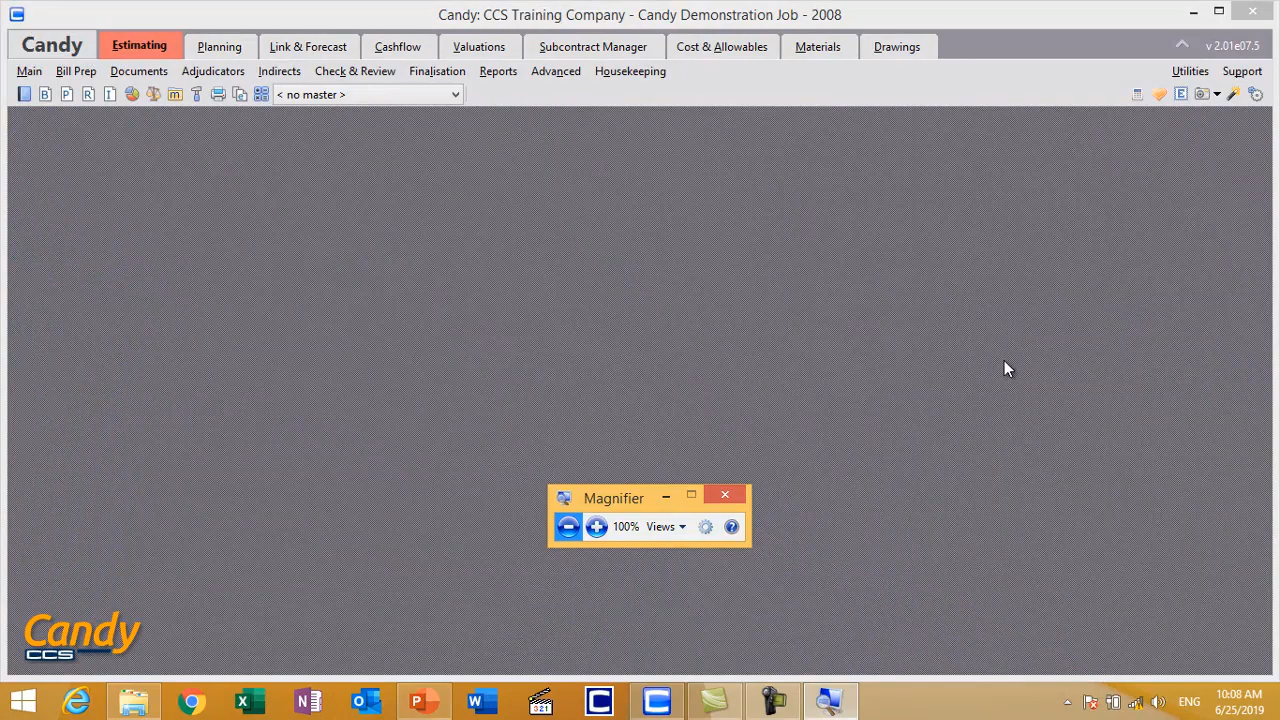 Candy: CCS Training Company - Candy Demonstration Job - 2008
Candy Estimating Planning Link & Forecast Cashflow Valuations Subcontract Manager Cost & Allowables Materials Drawings v 2.01e07.5
Main Bill Prep Documents Adjudicators Indirects Check & Review Finalisation Reports Advanced Housekeeping Utilities Support
B P R I m < no master > E
Magnifier
100% Views
Candy
CCS
ENG
10:08 AM
6/25/2019